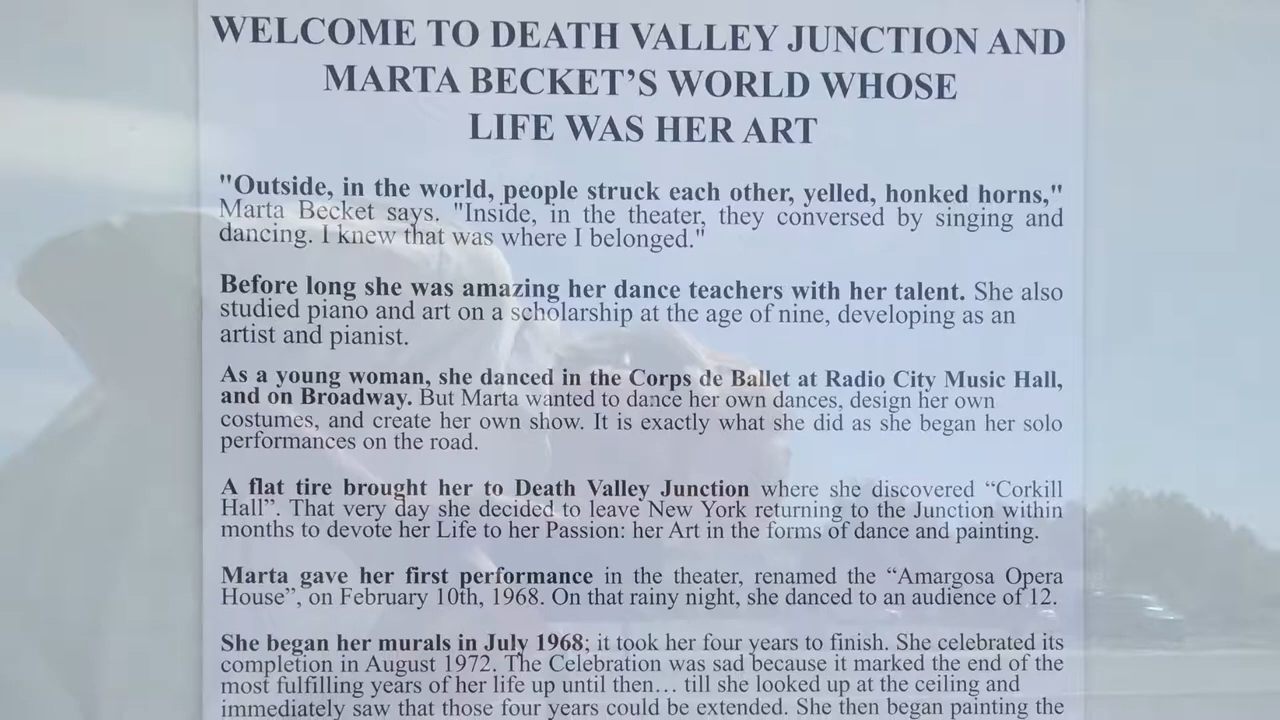 WELCOME TO DEATH VALLEY JUNCTION AND
MARTA BECKET’S WORLD WHOSE
LIFE WAS HER ART
"Outside, in the world, people struck each other, yelled, honked horns,"
Marta Becket says. "Inside, in the theater, they conversed by singing and
dancing. I knew that was where I belonged."
Before long she was amazing her dance teachers with her talent. She also
studied piano and art on a scholarship at the age of nine, developing as an
artist and pianist.
As a young woman, she danced in the Corps de Ballet at Radio City Music Hall,
and on Broadway. But Marta wanted to dance her own dances, design her own
costumes, and create her own show. It is exactly what she did as she began her solo
performances on the road.
A flat tire brought her to Death Valley Junction where she discovered “Corkill
Hall”. That very day she decided to leave New York returning to the Junction within
months to devote her Life to her Passion: her Art in the forms of dance and painting.
Marta gave her first performance in the theater, renamed the “Amargosa Opera
House”, on February 10th, 1968. On that rainy night, she danced to an audience of 12.
She began her murals in July 1968; it took her four years to finish. She celebrated its
completion in August 1972. The Celebration was sad because it marked the end of the
most fulfilling years of her life up until then… till she looked up at the ceiling and
immediately saw that those four years could be extended. She then began painting the